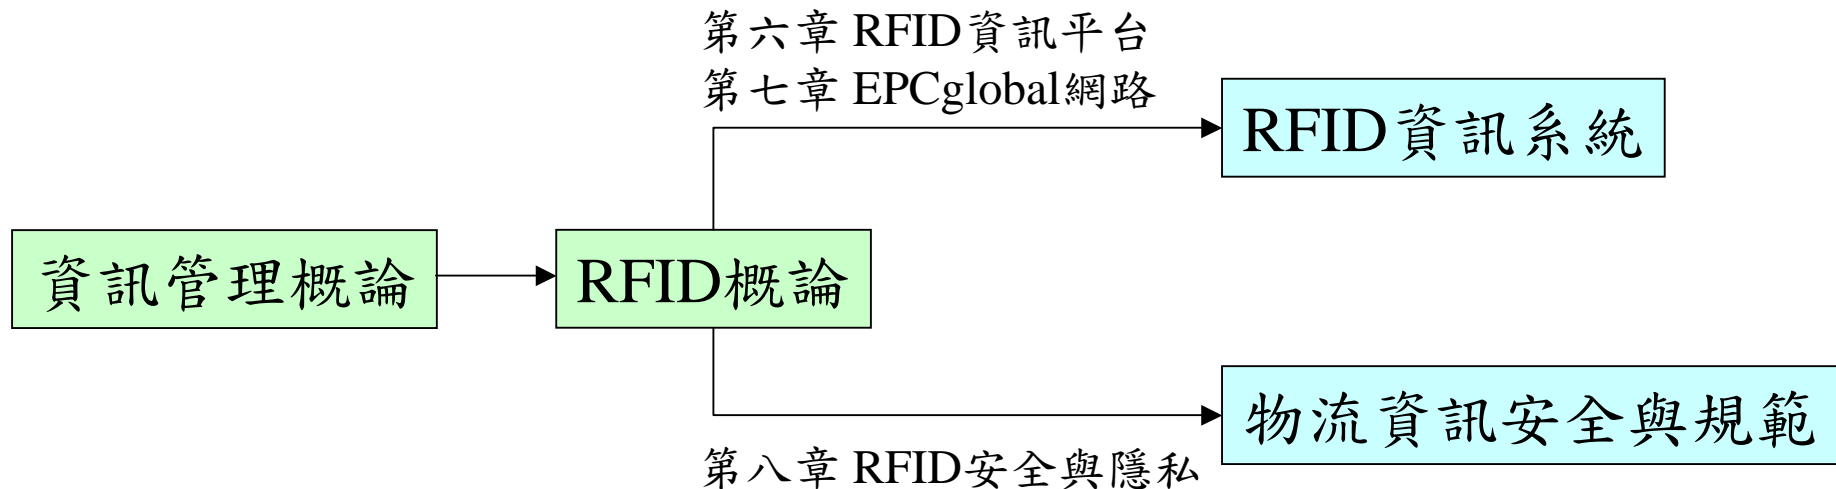 第六章 RFID資訊平台
第七章 EPCglobal網路
RFID資訊系統
資訊管理概論
RFID概論
物流資訊安全與規範
第八章 RFID安全與隱私